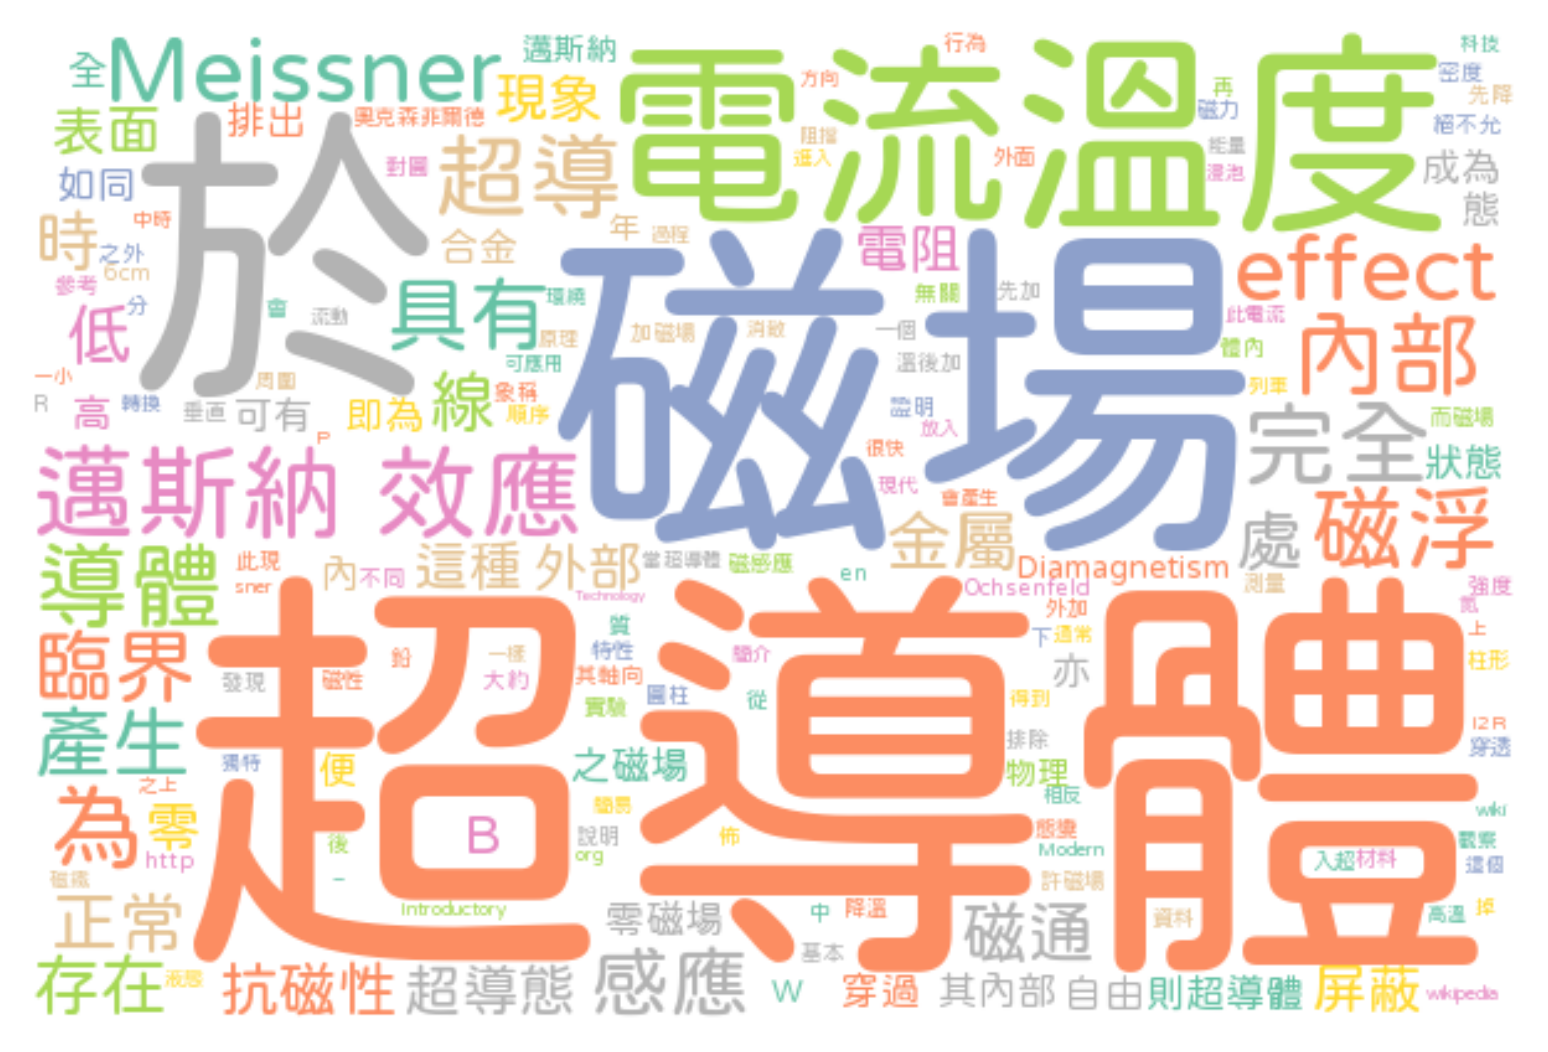 全 Meissner 邁斯納 行為 科技
表面 排出 奧克森菲爾德 現象 電流 溫度 方向 再 密度
磁力 先降
如同 於 對圍 超導 阻擋 進入 外面 能量 浸泡 絕不允
成為 態
時 中時 之外 6cm 合金 年 過程 電阻 effect
參考 分 會 流動 具有 環繞 磁場 無關 先加 此電流
低 原理 加磁場 消散 一個 體內 內部
一小 周圍 可應用 溫後加 列車
R 高 轉換 垂直 可有 即為 線 象稱 順序 證明 放入 完全 而磁場
P 很快 狀態
邁斯納 效應 現代 會產生 金屬 處 磁浮
導體 此現 sner 內 不同 這種 外部 當超導體 磁感應 en Diamagnetism 測量
Technology Ochsenfeld 強度 氦
臨界 超導體 鉛 一樣 質 特性 簡介 外加 下 通常 上
發現 磁性 大約 其軸向 圓柱 從 亦 柱形
產生 實驗 得到 I2R
獨特 便 之磁場 排除 穿透
之上 物理 相反
為 零 B 簡易 說明 佈 態變 wiki
http 後 org Modern 觀察
磁鐵 - 許磁場 入超 材料 這個
正常 Introductory 零磁場 中 降溫 磁通 資料 高溫 掉
基本
存在 液態 抗磁性 超導態 感應 W 穿過 其內部 自由 則超導體 屏蔽 wikipedia